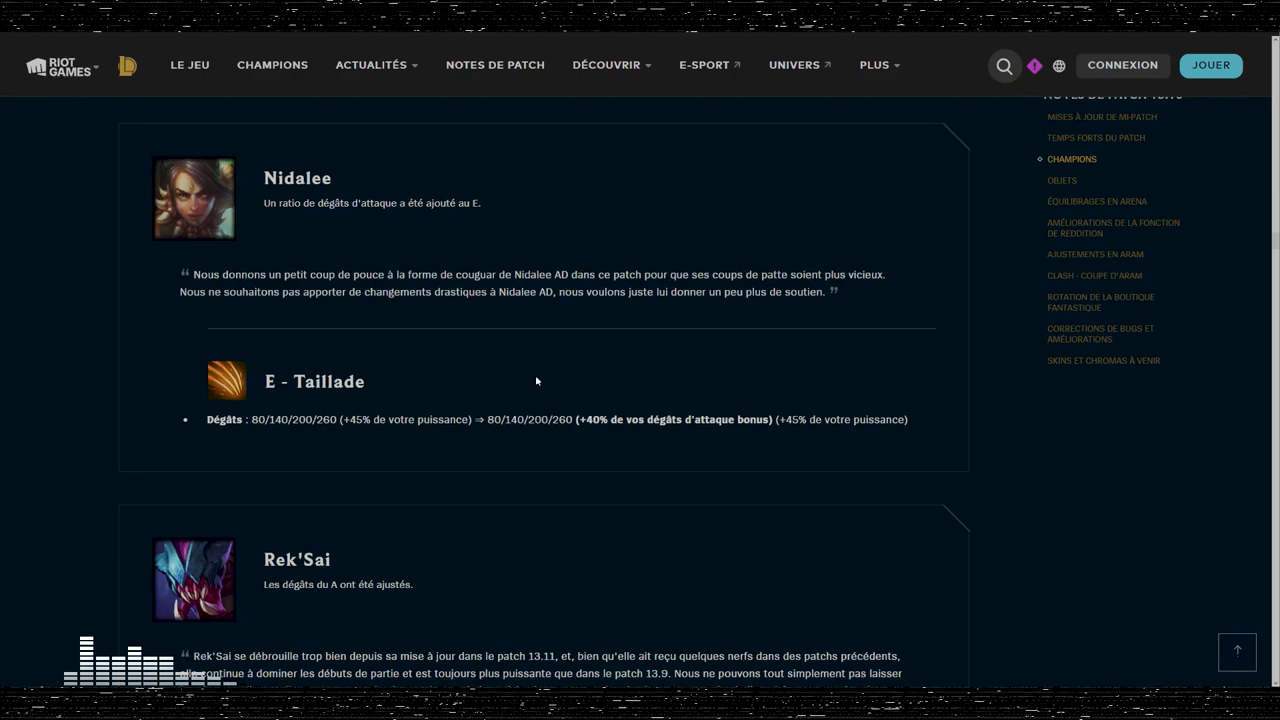 RIOT GAMES
LE JEU
CHAMPIONS
ACTUALITÉS
NOTES DE PATCH
DÉCOUVRIR
E-SPORT
UNIVERS
PLUS
CONNEXION
JOUER
MISES À JOUR DE MI-PATCH
TEMPS FORTS DU PATCH
CHAMPIONS
OBJETS
ÉQUILIBRAGES EN ARENA
AMÉLIORATIONS DE LA FONCTION
DE REDDITION
AJUSTEMENTS EN ARAM
CLASH - COUPE D'ARAM
ROTATION DE LA BOUTIQUE
FANTASTIQUE
CORRECTIONS DE BUGS ET
AMÉLIORATIONS
SKINS ET CHROMAS À VENIR
Nidalee
Un ratio de dégâts d'attaque a été ajouté au E.
" Nous donnons un petit coup de pouce à la forme de couguar de Nidalee AD dans ce patch pour que ses coups de patte soient plus vicieux.
Nous ne souhaitons pas apporter de changements drastiques à Nidalee AD, nous voulons juste lui donner un peu plus de soutien. "
E - Taillade
• Dégâts : 80/140/200/260 (+45% de votre puissance) ⇒ 80/140/200/260 (+40% de vos dégâts d'attaque bonus) (+45% de votre puissance)
Rek'Sai
Les dégâts du A ont été ajustés.
" Rek'Sai se débrouille trop bien depuis sa mise à jour dans le patch 13.11, et, bien qu'elle ait reçu quelques nerfs dans des patchs précédents,
elle continue à dominer les débuts de partie et est toujours plus puissante que dans le patch 13.9. Nous ne pouvons tout simplement pas laisser